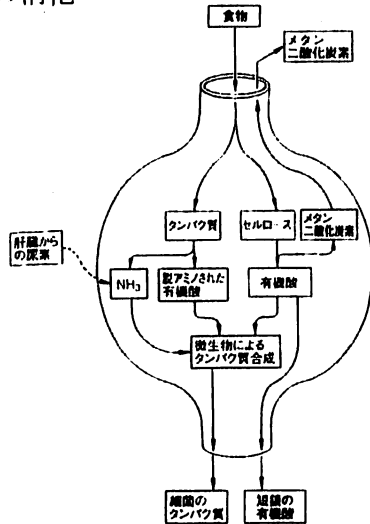 食物
メタン
二酸化炭素
タンパク質
セルロース
メタン
二酸化炭素
肝臓から
の尿素
NH₃
脱アミノされた
有機酸
有機酸
微生物による
タンパク質合成
細菌の
タンパク質
短鎖の
有機酸